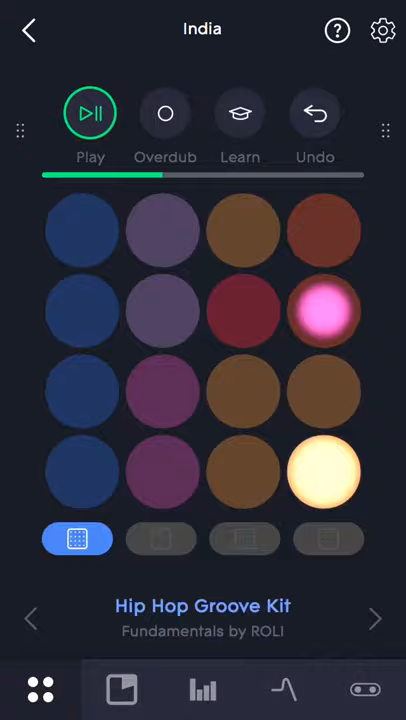 India
?
Play
Overdub
Learn
Undo
Hip Hop Groove Kit
Fundamentals by ROLI